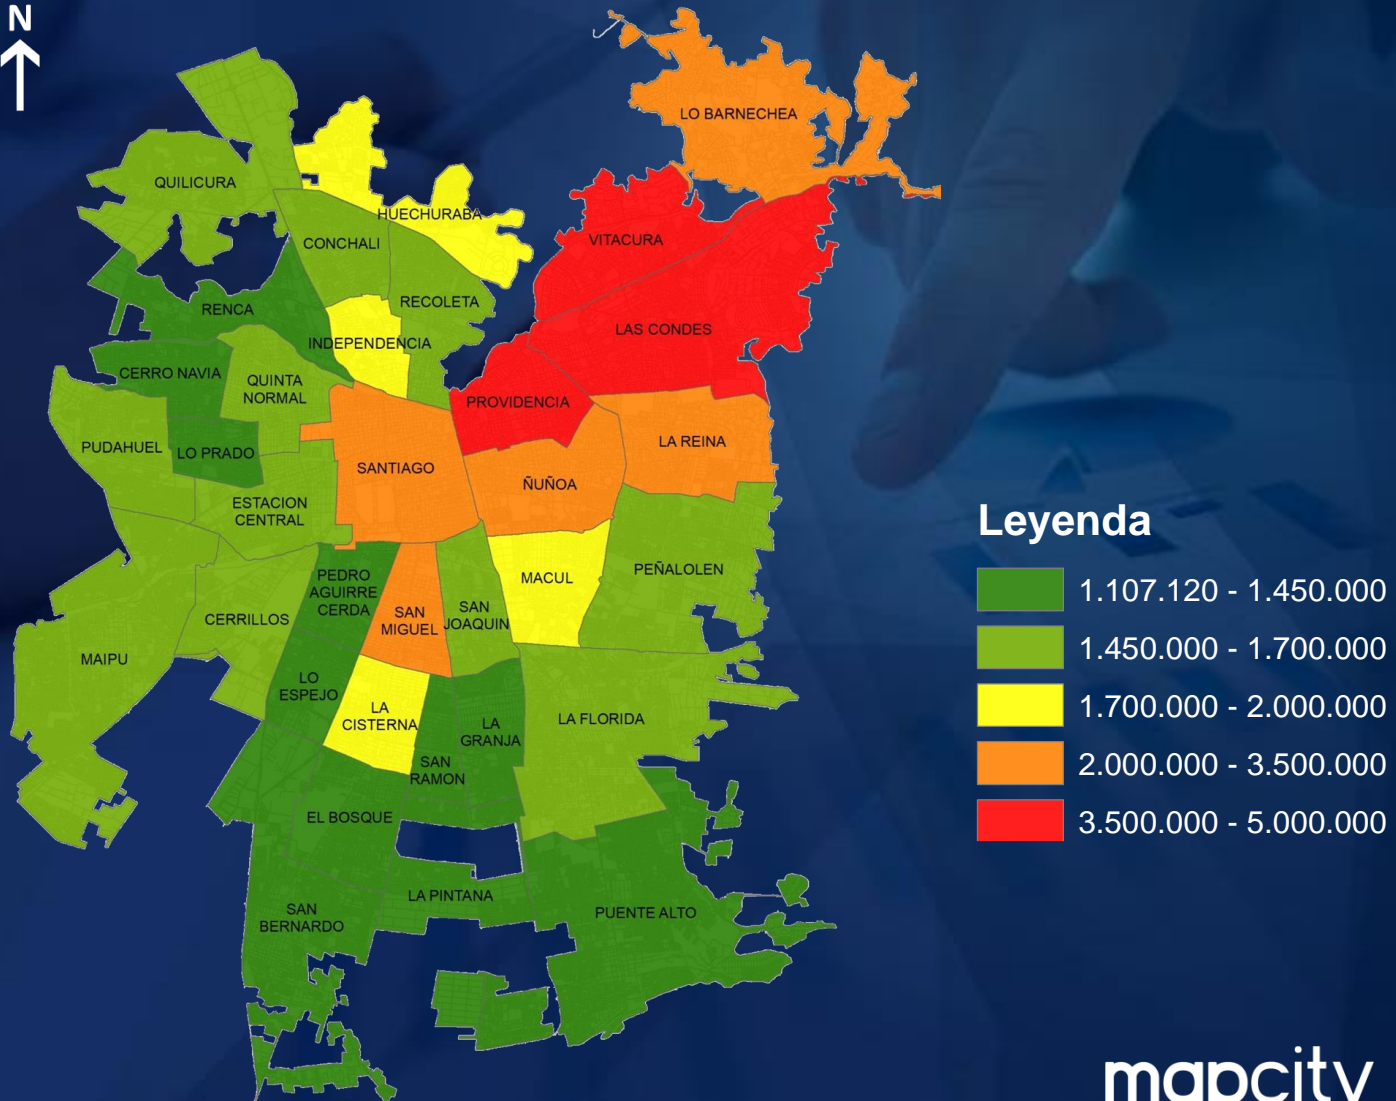 N
LO BARNECHEA
QUILICURA
HUECHURABA
CONCHALI
VITACURA
RECOLETA
RENCA
LAS CONDES
INDEPENDENCIA
CERRO NAVIA
QUINTA
NORMAL
PROVIDENCIA
PUDAHUEL
LO PRADO
LA REINA
SANTIAGO
ÑUÑOA
ESTACION
CENTRAL
PEDRO
AGUIRRE
CERDA
MACUL
PEÑALOLEN
CERRILLOS
SAN
MIGUEL
SAN
JOAQUIN
MAIPU
LO
ESPEJO
LA
CISTERNA
LA
GRANJA
LA FLORIDA
SAN
RAMON
EL BOSQUE
LA PINTANA
SAN
BERNARDO
PUENTE ALTO
Leyenda
1.107.120 - 1.450.000
1.450.000 - 1.700.000
1.700.000 - 2.000.000
2.000.000 - 3.500.000
3.500.000 - 5.000.000
mapcity